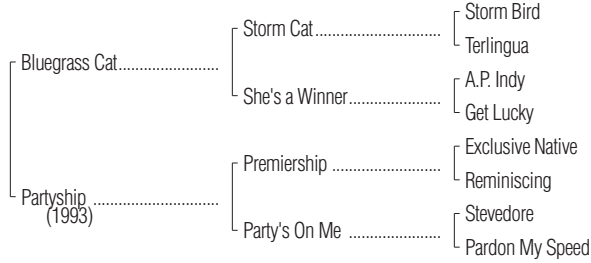 Storm Bird
Storm Cat
Terlingua
Bluegrass Cat
A.P. Indy
She's a Winner
Get Lucky
Exclusive Native
Premiership
Reminiscing
Partyship
(1993)
Stevedore
Party's On Me
Pardon My Speed